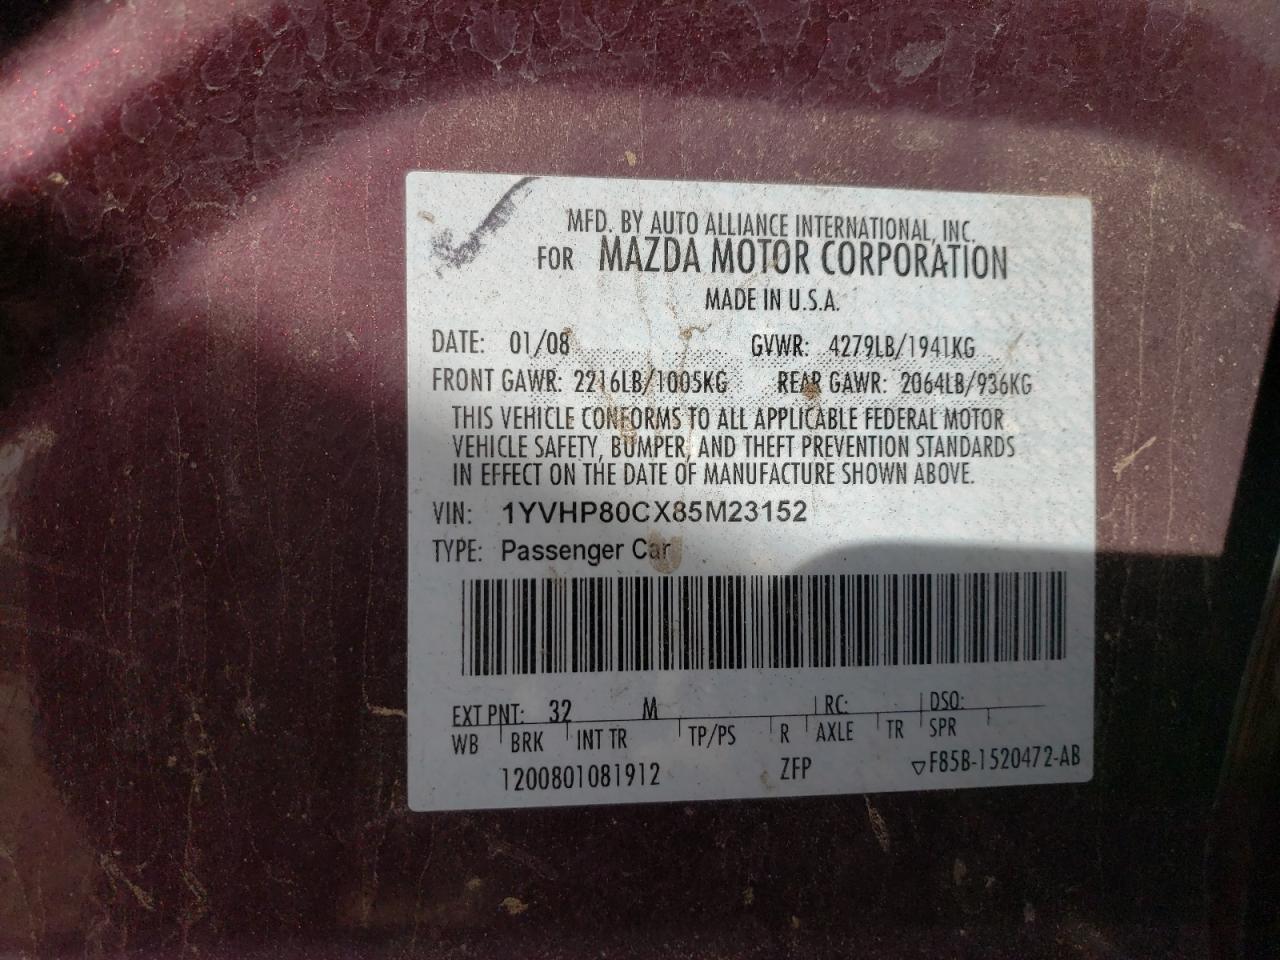 MFD. BY AUTO ALLIANCE INTERNATIONAL, INC.
FOR MAZDA MOTOR CORPORATION
MADE IN U.S.A.
DATE: 01/08 GVWR: 4279LB/1941KG
FRONT GAWR: 2216LB/1005KG REAR GAWR: 2064LB/936KG
THIS VEHICLE CONFORMS TO ALL APPLICABLE FEDERAL MOTOR
VEHICLE SAFETY, BUMPER, AND THEFT PREVENTION STANDARDS
IN EFFECT ON THE DATE OF MANUFACTURE SHOWN ABOVE.
VIN: 1YVHP80CX85M23152
TYPE: Passenger Car
EXT PNT: 32 M RC: DSO:
WB BRK INT TR TP/PS R AXLE TR SPR
1200801081912 ZFP ▽F85B-1520472-AB